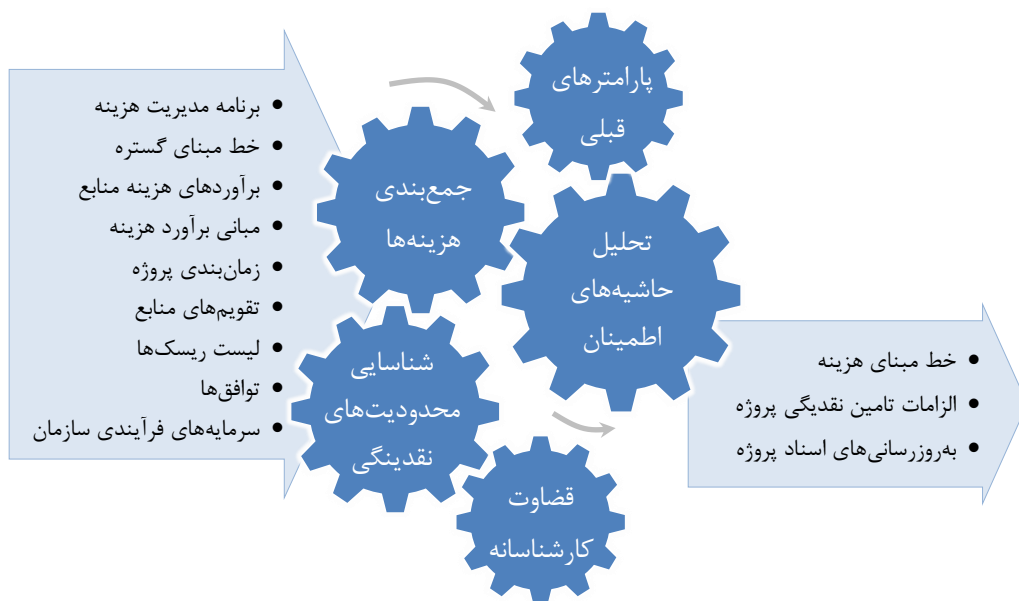 • برنامه مدیریت هزینه
• خط مبنای گستره
• برآوردهای هزینه منابع
• مبانی برآورد هزینه
• زمان‌بندی پروژه
• تقویم‌های منابع
• لیست ریسک‌ها
• توافق‌ها
• سرمایه‌های فرآیندی سازمان
پارامترهای
قبلی
جمع‌بندی
هزینه‌ها
تحلیل
حاشیه‌های
اطمینان
شناسایی
محدودیت‌های
نقدینگی
قضاوت
کارشناسانه
• خط مبنای هزینه
• الزامات تامین نقدیگی پروژه
• به‌روزرسانی‌های اسناد پروژه